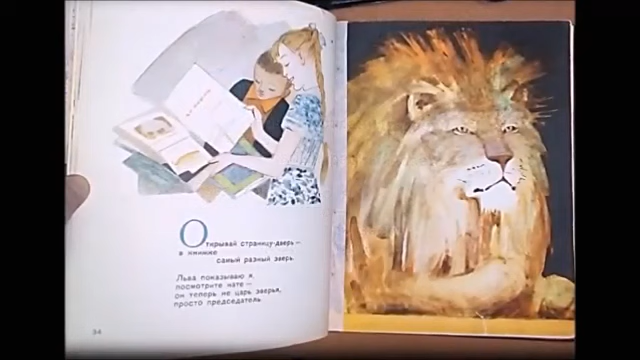 Открывай страницу-дверь —
в книжке
самый разный зверь.
Льва показываю я,
посмотрите нате —
он теперь не царь зверья,
просто председатель.
34